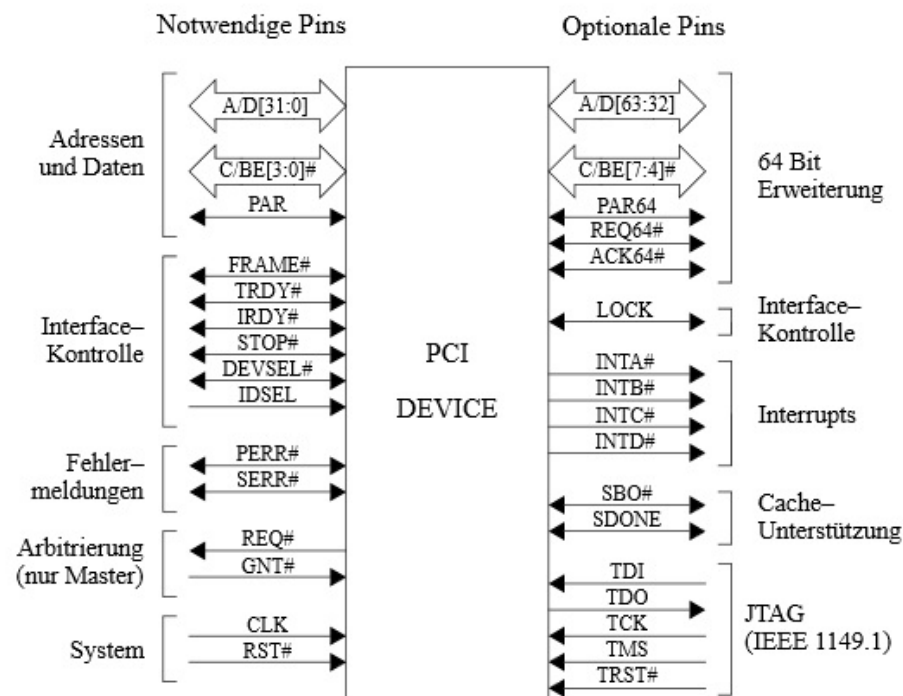 Notwendige Pins
Adressen
und Daten
A/D[31:0]
C/BE[3:0]#
PAR
Interface–
Kontrolle
FRAME#
TRDY#
IRDY#
STOP#
DEVSEL#
IDSEL
Fehler–
meldungen
PERR#
SERR#
Arbitrierung
(nur Master)
REQ#
GNT#
System
CLK
RST#
PCI
DEVICE
Optionale Pins
A/D[63:32]
C/BE[7:4]#
PAR64
REQ64#
ACK64#
64 Bit
Erweiterung
LOCK
Interface–
Kontrolle
INTA#
INTB#
INTC#
INTD#
Interrupts
SBO#
SDONE
Cache–
Unterstützung
TDI
TDO
TCK
TMS
TRST#
JTAG
(IEEE 1149.1)